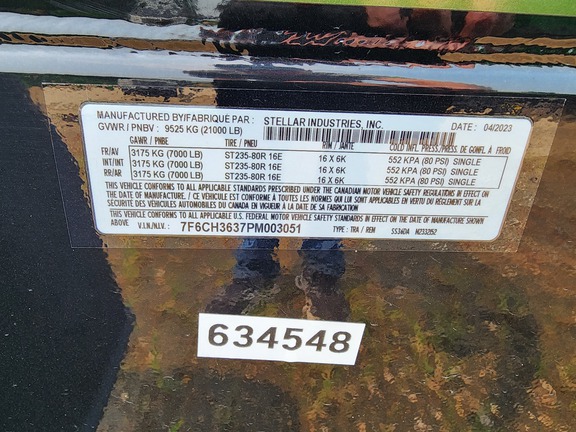 MANUFACTURED BY/FABRIQUÉ PAR : STELLAR INDUSTRIES, INC.
GVWR / PNBV : 9525 KG (21000 LB) DATE : 04/2023
GAWR / PNBE TIRE/PNEU RIM / JANTE COLD INFL. PRESS./PRESS. DE GONFL. À FROID
FR/AV 3175 KG (7000 LB) ST235-80R 16E 16 X 6K 552 KPA (80 PSI) SINGLE
INT/INT 3175 KG (7000 LB) ST235-80R 16E 16 X 6K 552 KPA (80 PSI) SINGLE
RR/AR 3175 KG (7000 LB) ST235-80R 16E 16 X 6K 552 KPA (80 PSI) SINGLE
THIS VEHICLE CONFORMS TO ALL APPLICABLE STANDARDS PRESCRIBED UNDER THE CANADIAN MOTOR VEHICLE SAFETY REGULATIONS IN EFFECT
ON THE DATE OF MANUFACTURE / CE VÉHICULE EST CONFORME À TOUTES LES NORMES QUI LUI SONT APPLICABLES EN VERTU DU RÈGLEMENT SUR LA
SÉCURITÉ DES VÉHICULES AUTOMOBILES DU CANADA EN VIGUEUR À LA DATE DE SA FABRICATION
THIS VEHICLE CONFORMS TO ALL APPLICABLE U.S. FEDERAL MOTOR VEHICLE SAFETY STANDARDS IN EFFECT ON THE DATE OF MANUFACTURE SHOWN
ABOVE V.I.N./N.I.V.: 7F6CH3637PM003051 TYPE : TRA / REM SS34DA N2332152
634548